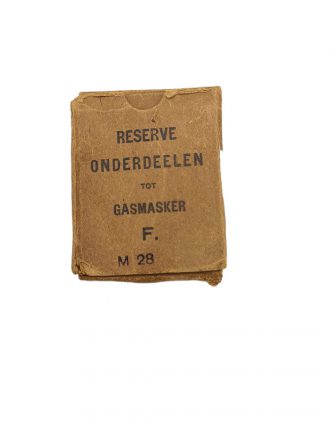 RESERVE
ONDERDEELEN
TOT
GASMASKER
F.
M 28